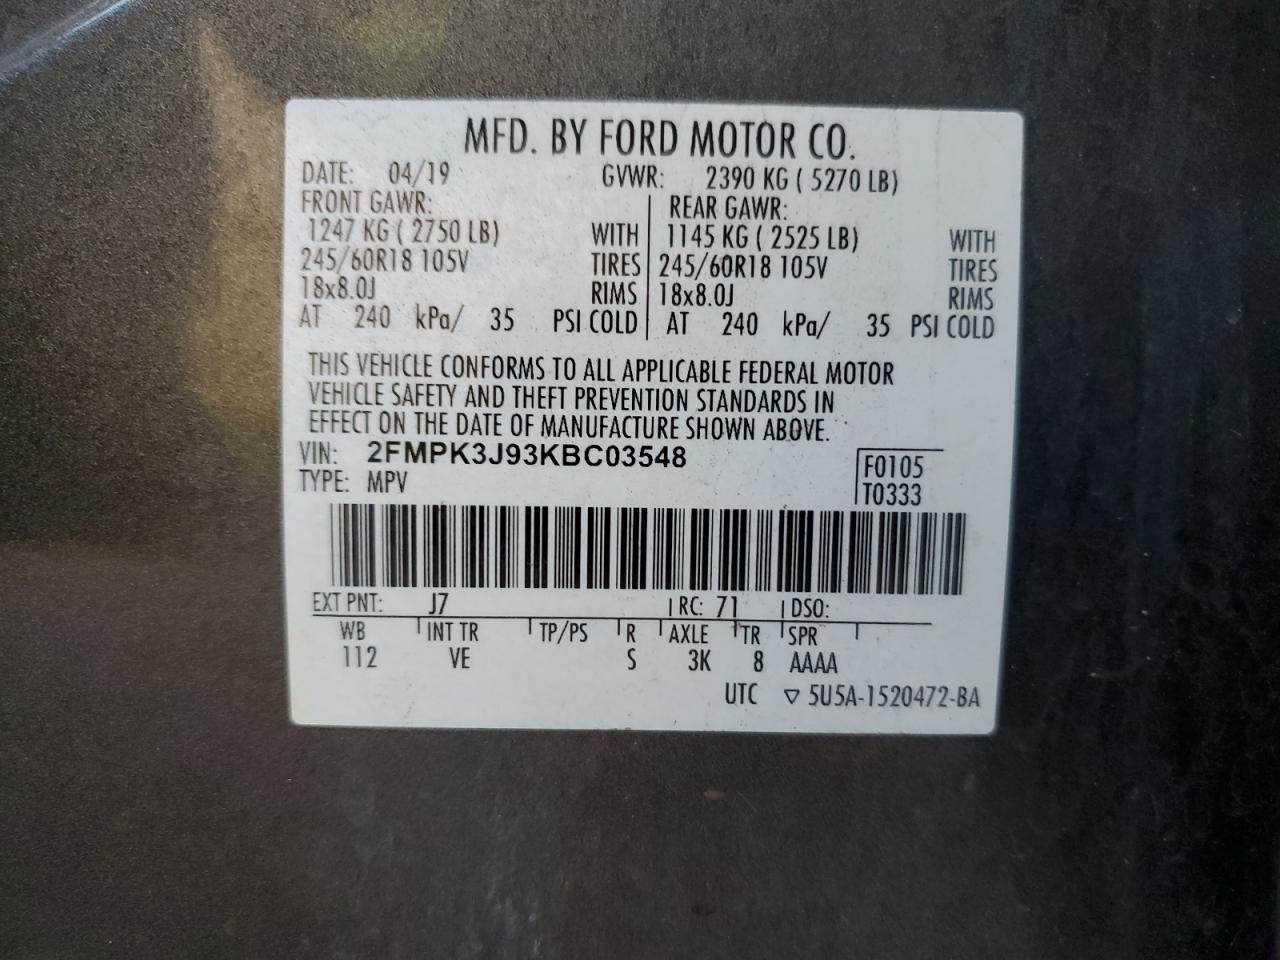 MFD. BY FORD MOTOR CO.
DATE: 04/19 GVWR: 2390 KG ( 5270 LB)
FRONT GAWR: REAR GAWR:
1247 KG ( 2750 LB) WITH 1145 KG ( 2525 LB) WITH
245/60R18 105V TIRES 245/60R18 105V TIRES
18x8.0J RIMS 18x8.0J RIMS
AT 240 kPa/ 35 PSI COLD AT 240 kPa/ 35 PSI COLD
THIS VEHICLE CONFORMS TO ALL APPLICABLE FEDERAL MOTOR
VEHICLE SAFETY AND THEFT PREVENTION STANDARDS IN
EFFECT ON THE DATE OF MANUFACTURE SHOWN ABOVE.
VIN: 2FMPK3J93KBC03548 F0105
TYPE: MPV T0333
EXT PNT: J7 RC: 71 DSO:
WB INT TR TP/PS R AXLE TR SPR
112 VE S 3K 8 AAAA
UTC ▽ 5U5A-1520472-BA